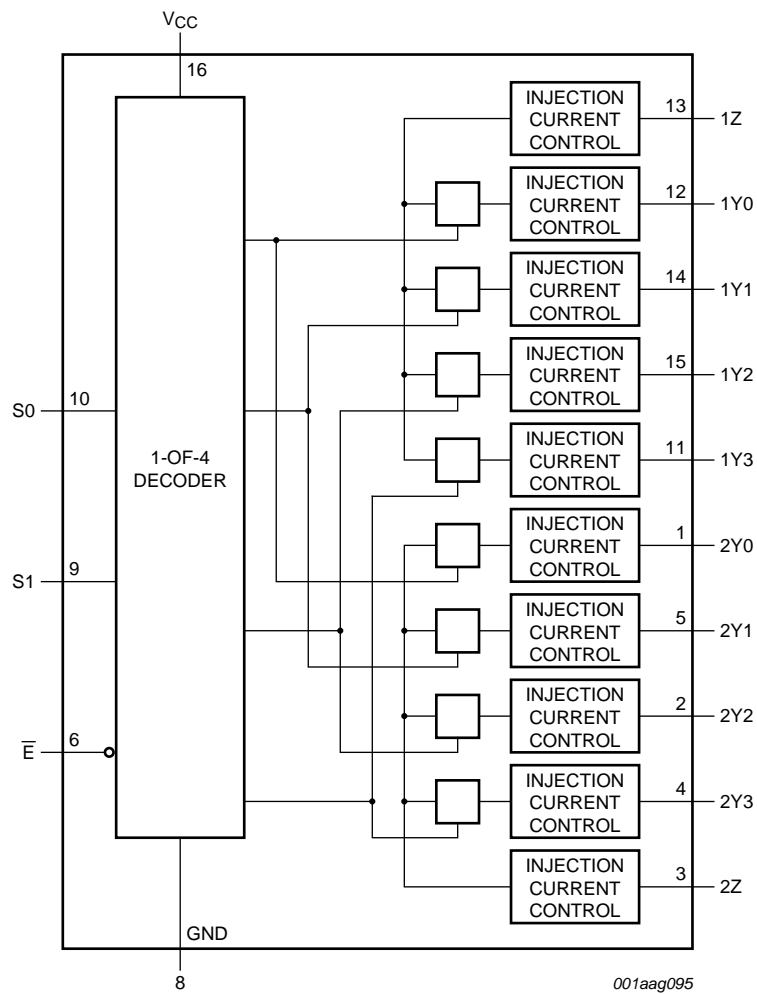 VCC
16
INJECTION
CURRENT
CONTROL
13
1Z
INJECTION
CURRENT
CONTROL
12
1Y0
INJECTION
CURRENT
CONTROL
14
1Y1
INJECTION
CURRENT
CONTROL
15
1Y2
S0
10
1-OF-4
DECODER
INJECTION
CURRENT
CONTROL
11
1Y3
INJECTION
CURRENT
CONTROL
1
2Y0
S1
9
INJECTION
CURRENT
CONTROL
5
2Y1
INJECTION
CURRENT
CONTROL
2
2Y2
E̅
6
INJECTION
CURRENT
CONTROL
4
2Y3
INJECTION
CURRENT
CONTROL
3
2Z
GND
8
001aag095